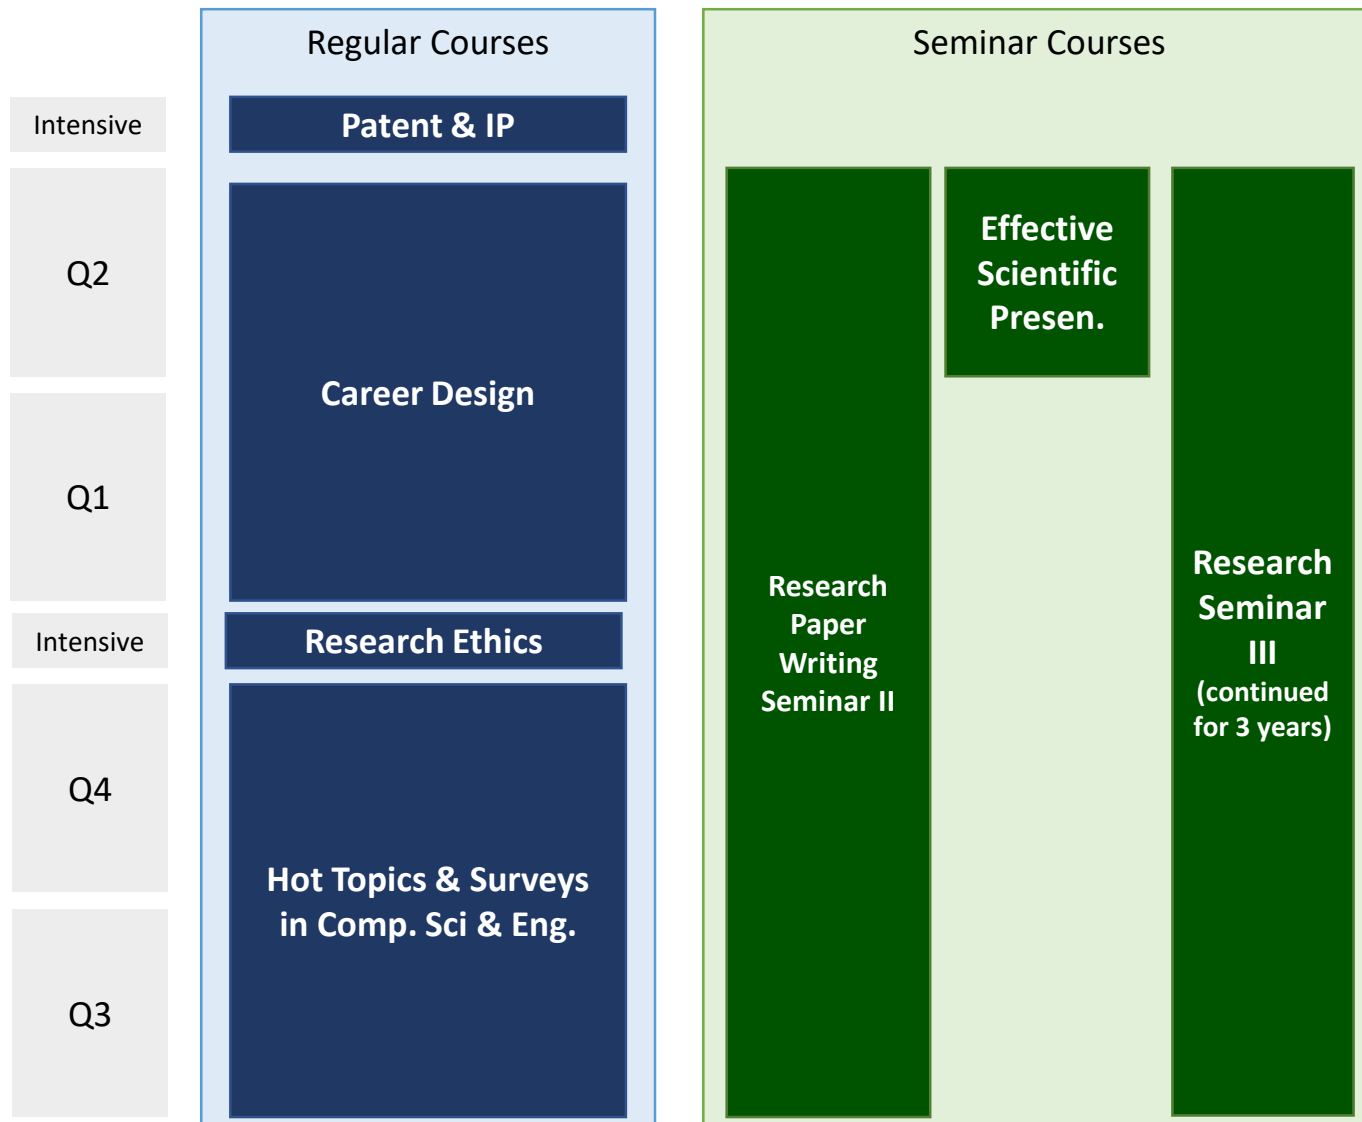 Regular Courses
Seminar Courses
Intensive
Patent & IP
Q2
Effective
Scientific
Presen.
Career Design
Q1
Research
Paper
Writing
Seminar II
Research
Seminar
III
(continued
for 3 years)
Intensive
Research Ethics
Q4
Hot Topics & Surveys
in Comp. Sci & Eng.
Q3